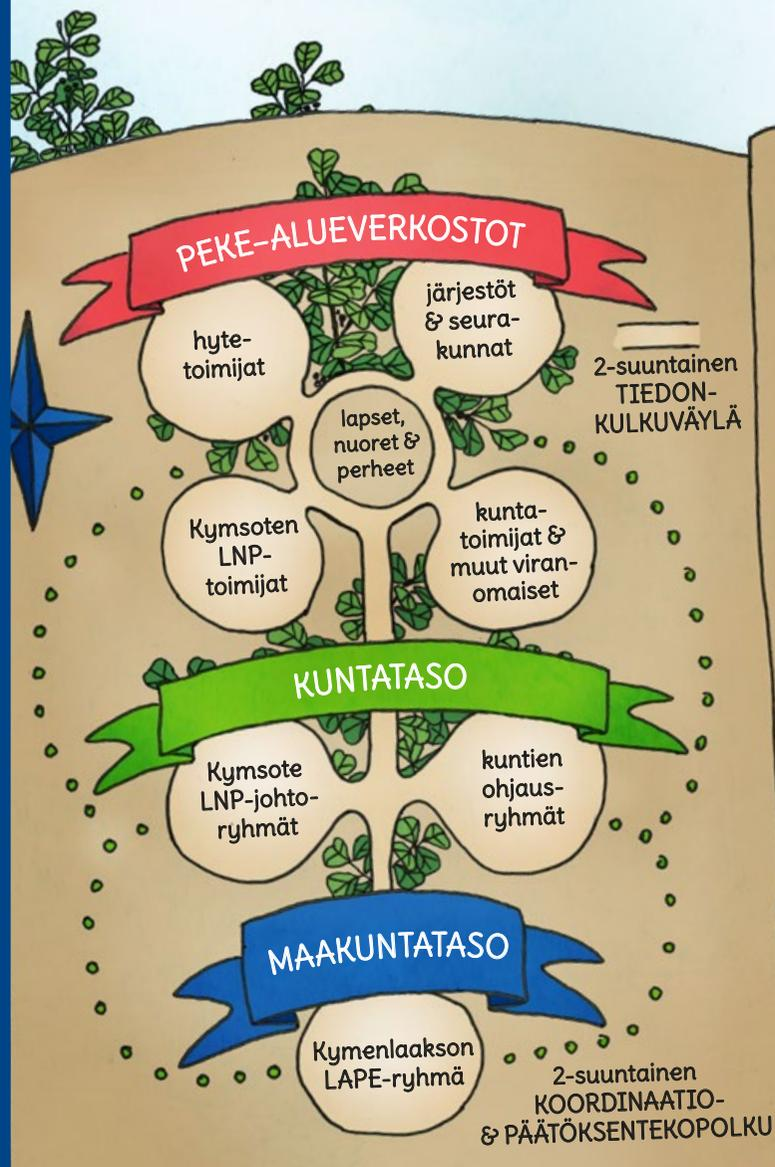 PEKE-ALUEVERKOSTOT
hyte-
toimijat
järjestöt
& seura-
kunnat
2-suuntainen
TIEDON-
KULKUVÄYLÄ
lapset,
nuoret &
perheet
Kymsoten
LNP-
toimijat
kunta-
toimijat &
muut viran-
omaiset
KUNTATASO
Kymsote
LNP-johto-
ryhmät
kuntien
ohjaus-
ryhmät
MAAKUNTATASO
Kymenlaakson
LAPE-ryhmä
2-suuntainen
KOORDINAATIO-
& PÄÄTÖKSENTEKOPOLKU